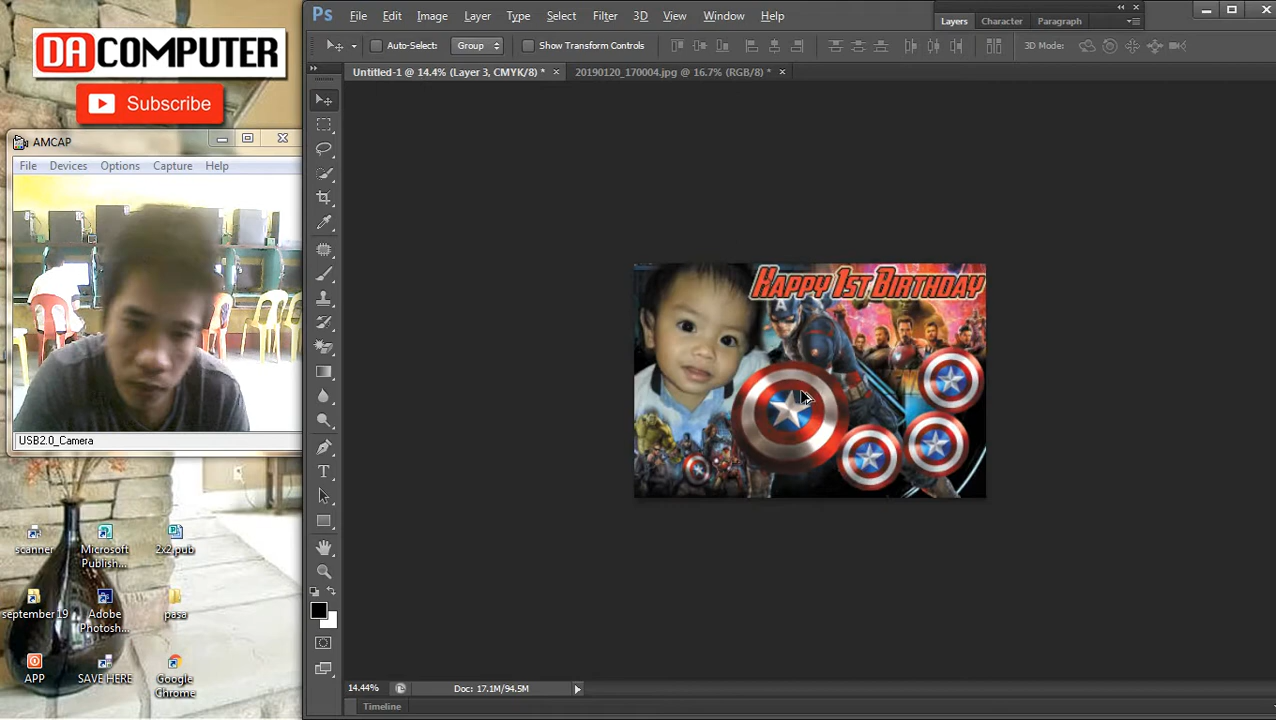 DA COMPUTER
Subscribe
AMCAP
File Devices Options Capture Help
USB2.0_Camera
scanner
Microsoft Publish...
2x2.pub
september 19
Adobe Photosh...
pasa
APP
SAVE HERE
Google Chrome
Ps File Edit Image Layer Type Select Filter 3D View Window Help
Layers Character Paragraph
Auto-Select: Group Show Transform Controls 3D Mode:
Untitled-1 @ 14.4% (Layer 3, CMYK/8) * × 20190120_170004.jpg @ 16.7% (RGB/8) * ×
HAPPY 1ST BIRTHDAY
14.44% Doc: 17.1M/94.5M
Timeline